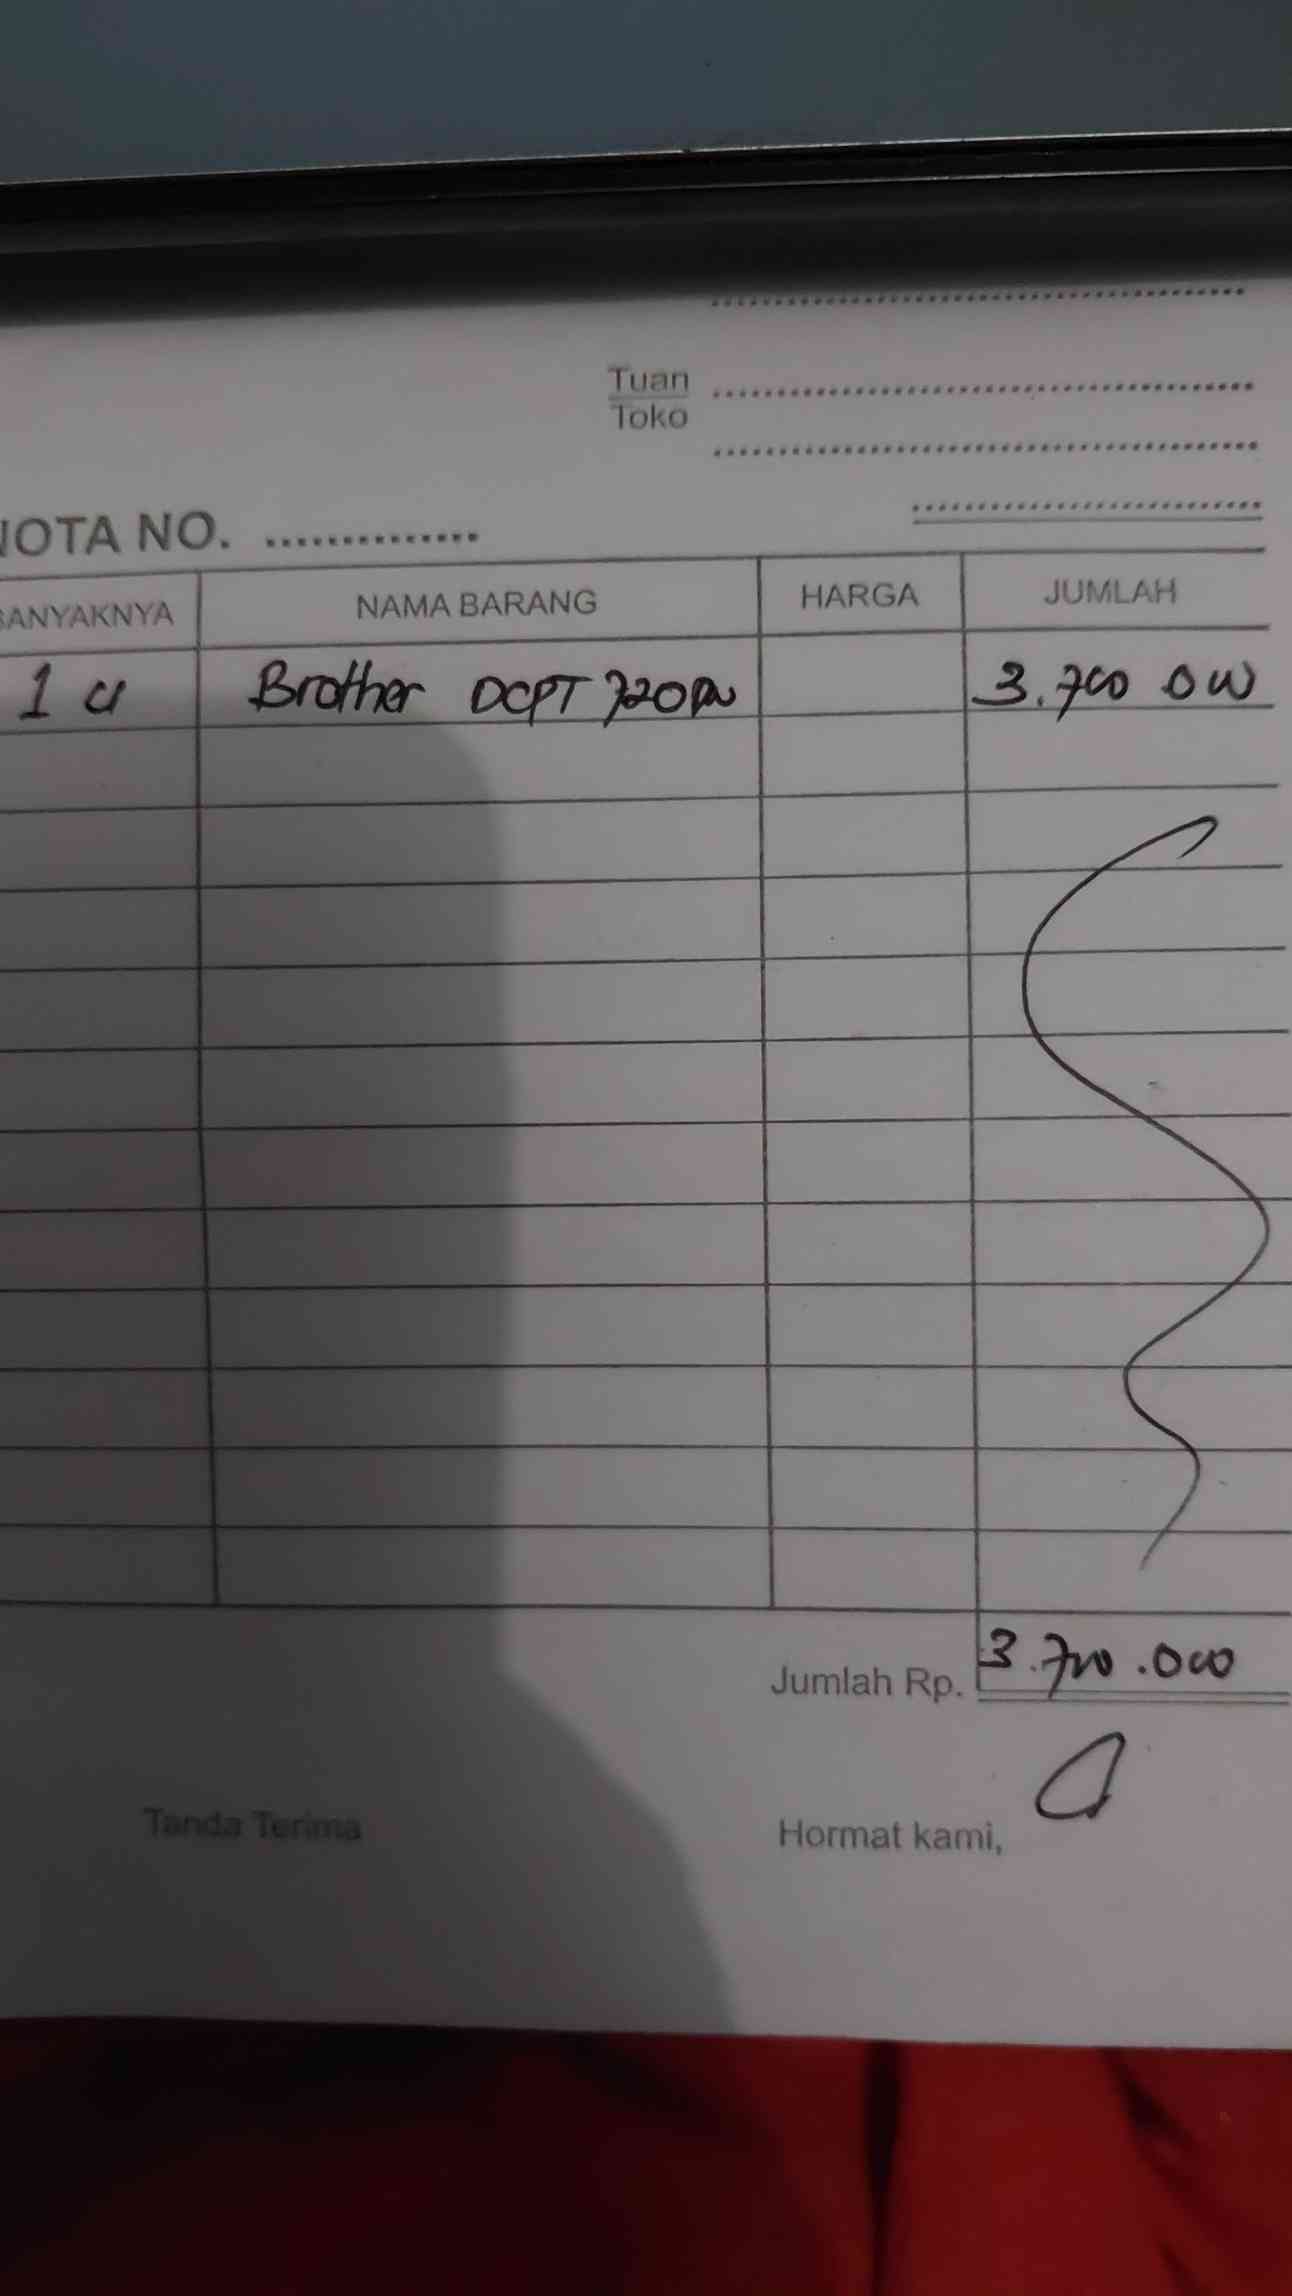 Tuan
Toko
NOTA NO. ..............
BANYAKNYA NAMA BARANG HARGA JUMLAH
1 u Brother DCPT 720DW 3.700 000
Jumlah Rp. 3.700.000
Tanda Terima Hormat kami,